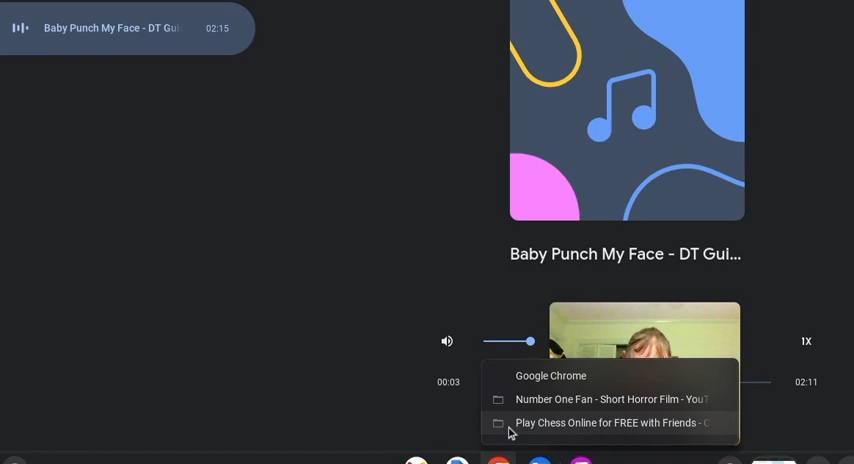 Baby Punch My Face - DT Gui
02:15
Baby Punch My Face - DT Gui...
1X
00:03
02:11
Google Chrome
Number One Fan - Short Horror Film - YouT
Play Chess Online for FREE with Friends - C